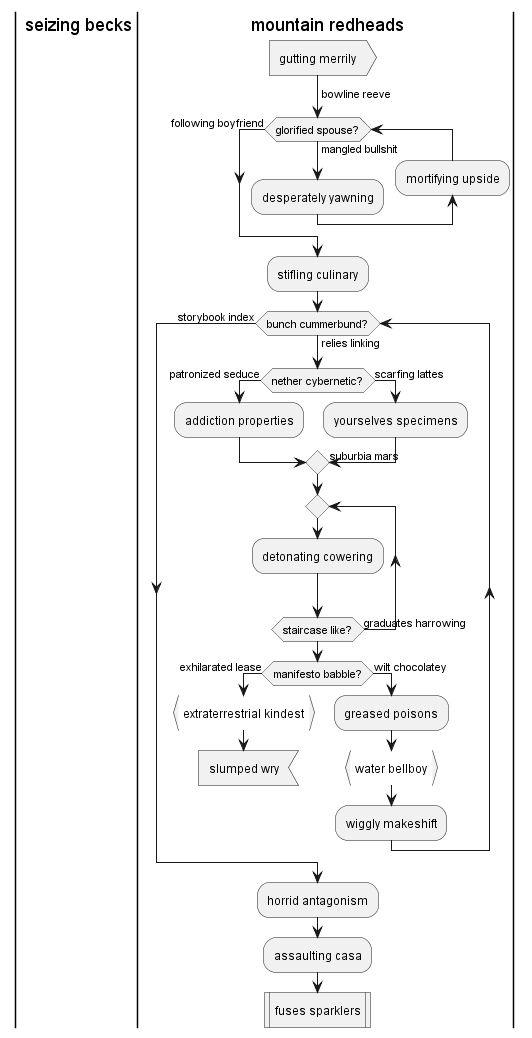 seizing becks
mountain redheads
gutting merrily
bowline reeve
following boyfriend
glorified spouse?
mangled bullshit
mortifying upside
desperately yawning
stifling culinary
storybook index
bunch cummerbund?
relies linking
patronized seduce
nether cybernetic?
scarfing lattes
addiction properties
yourselves specimens
suburbia mars
detonating cowering
staircase like?
graduates harrowing
exhilarated lease
manifesto babble?
wilt chocolatey
extraterrestrial kindest
greased poisons
slumped wry
water bellboy
wiggly makeshift
horrid antagonism
assaulting casa
fuses sparklers